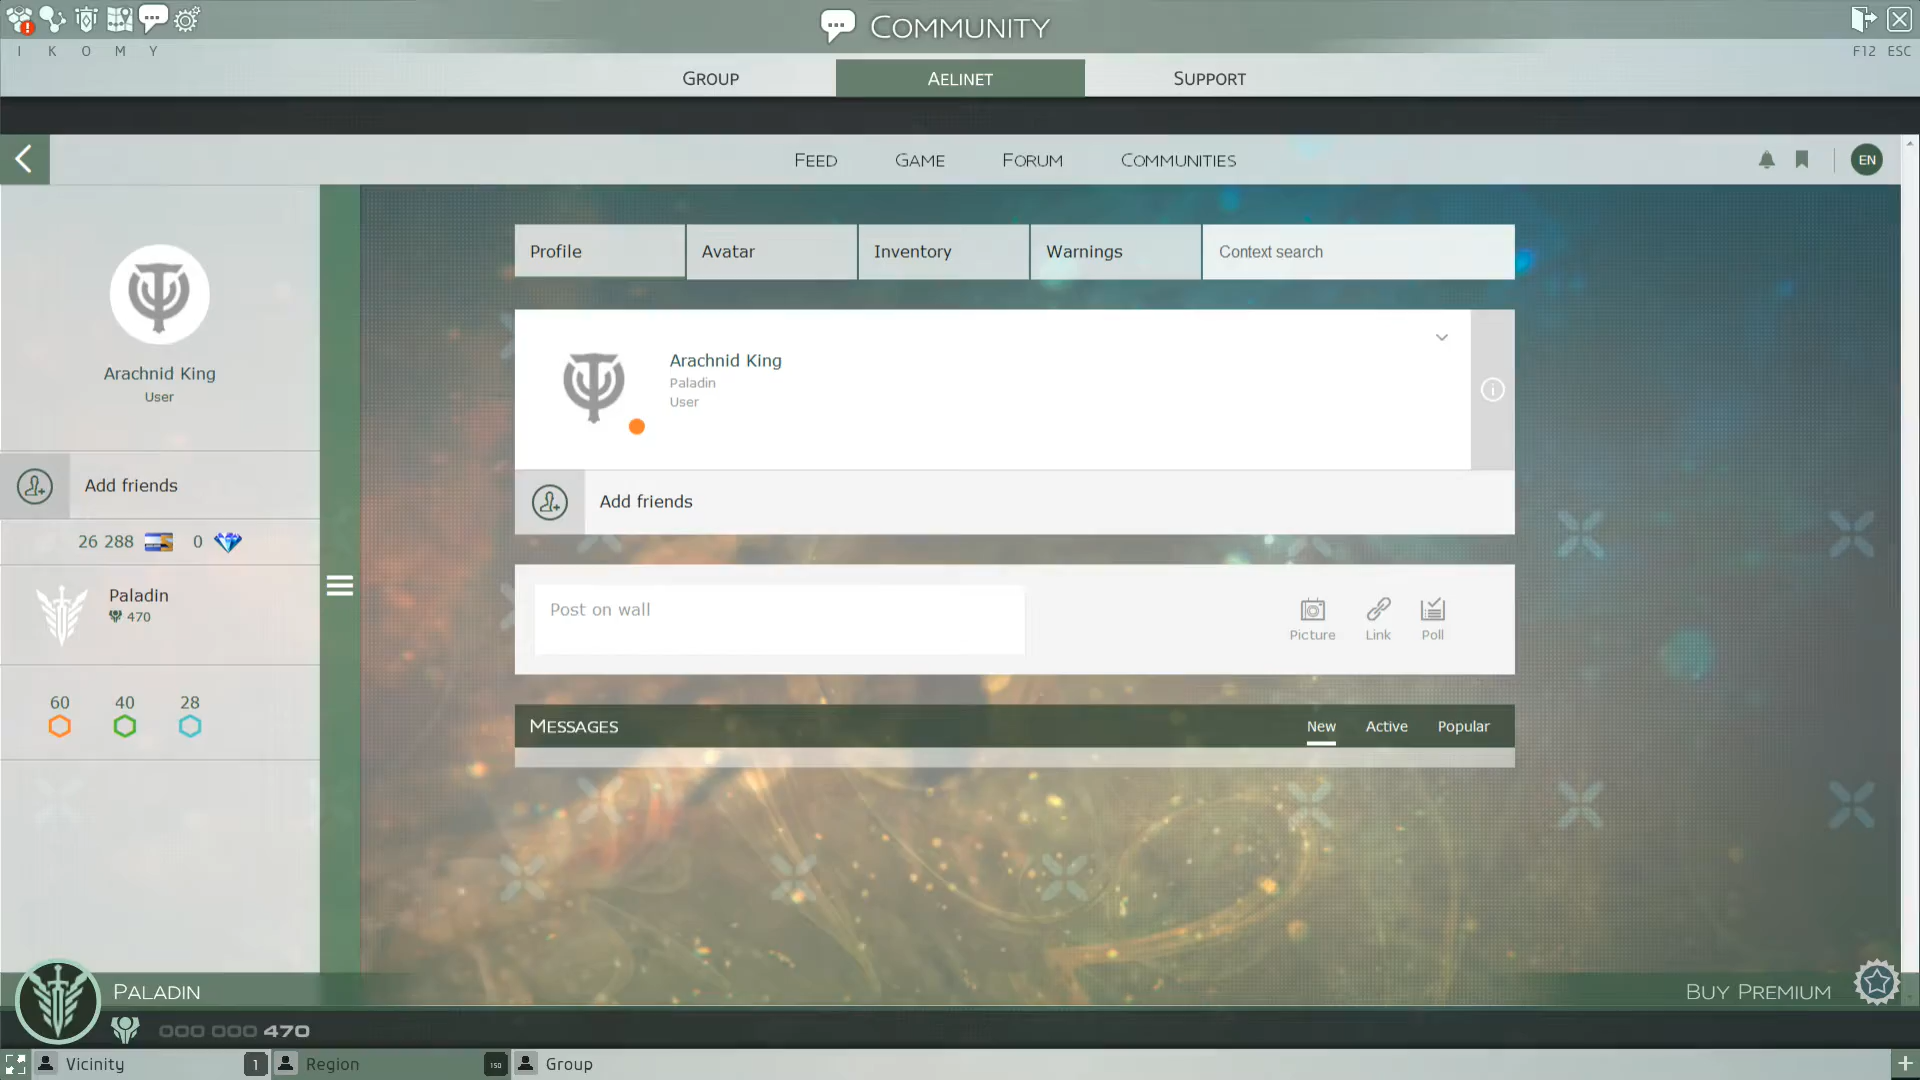 COMMUNITY
I K O M Y
F12 ESC
GROUP AELINET SUPPORT
FEED GAME FORUM COMMUNITIES
EN
Profile Avatar Inventory Warnings Context search
Arachnid King
User
Arachnid King
Paladin
User
Add friends
Add friends
26 288 0
Paladin
470
Post on wall
Picture Link Poll
60 40 28
MESSAGES New Active Popular
PALADIN
BUY PREMIUM
000 000 470
Vicinity 1 Region 150 Group